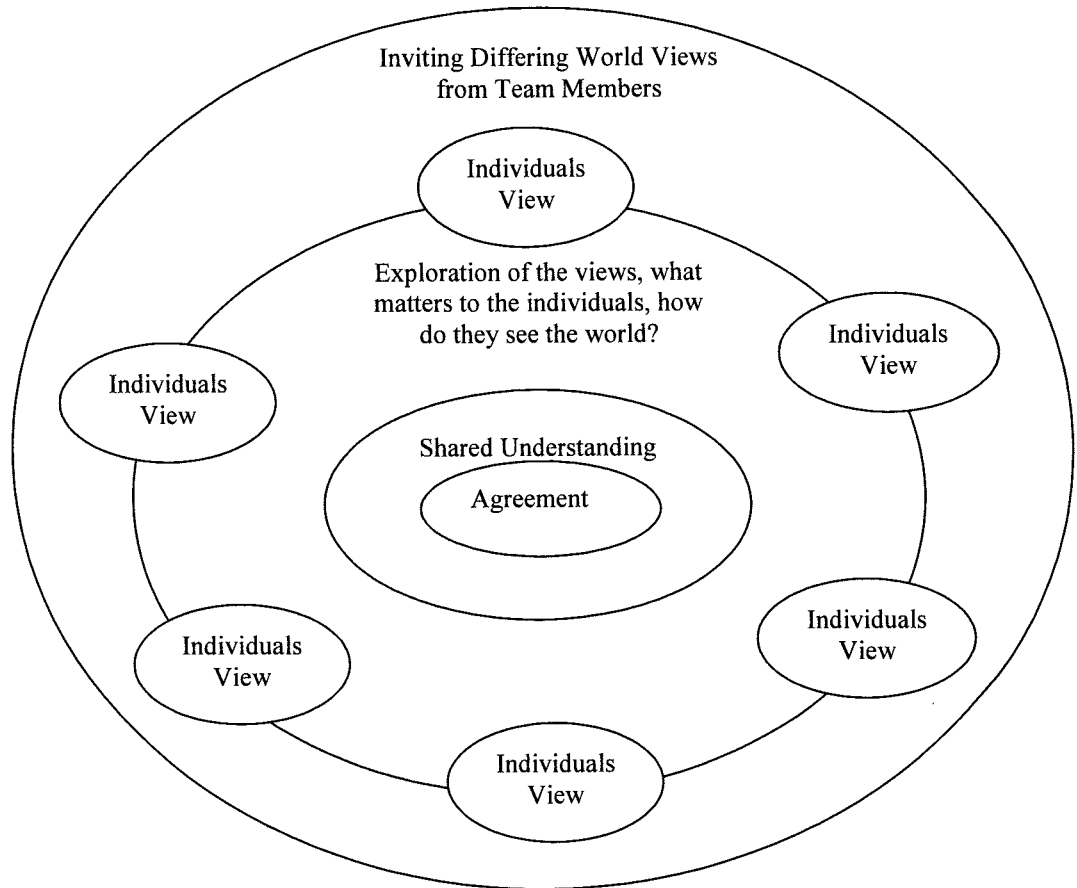 Inviting Differing World Views
from Team Members
Individuals
View
Exploration of the views, what
matters to the individuals, how
do they see the world?
Individuals
View
Individuals
View
Shared Understanding
Agreement
Individuals
View
Individuals
View
Individuals
View